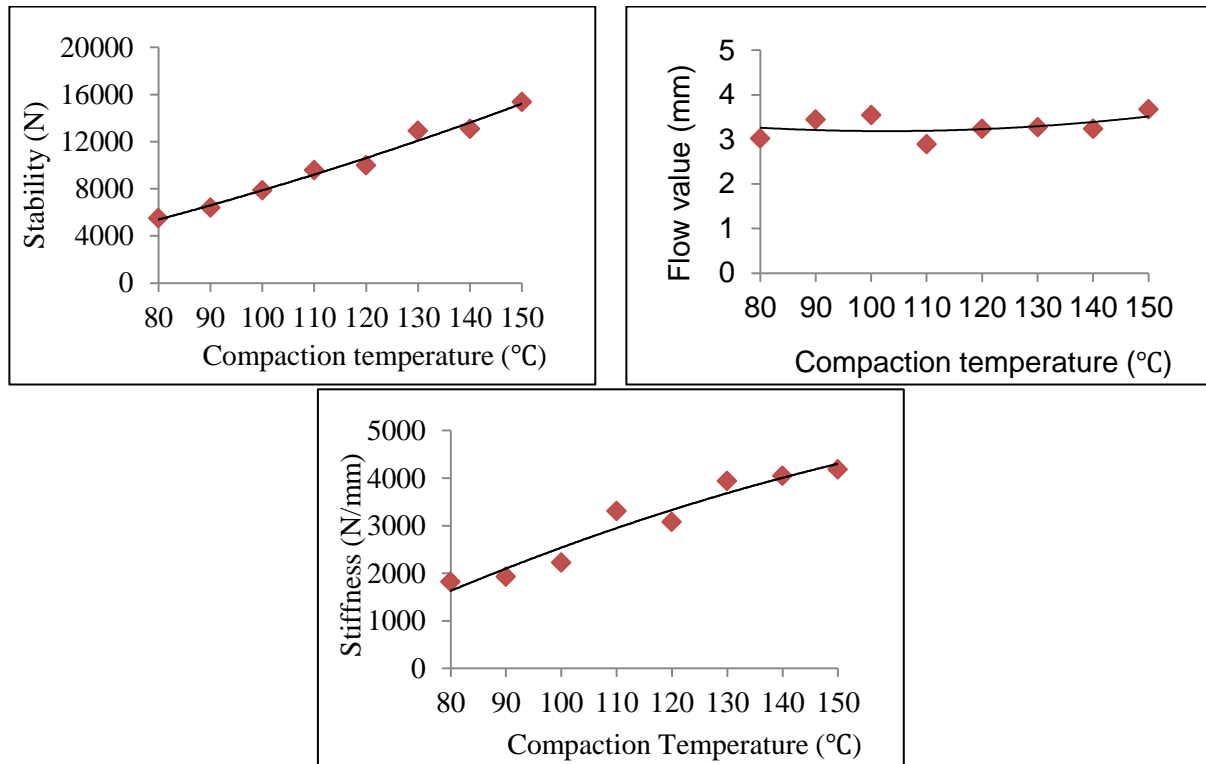 20000
16000
12000
8000
4000
0
Stability (N)
80 90 100 110 120 130 140 150
Compaction temperature (℃)
5
4
3
2
1
0
Flow value (mm)
80 90 100 110 120 130 140 150
Compaction temperature (℃)
5000
4000
3000
2000
1000
0
Stiffness (N/mm)
80 90 100 110 120 130 140 150
Compaction Temperature (℃)